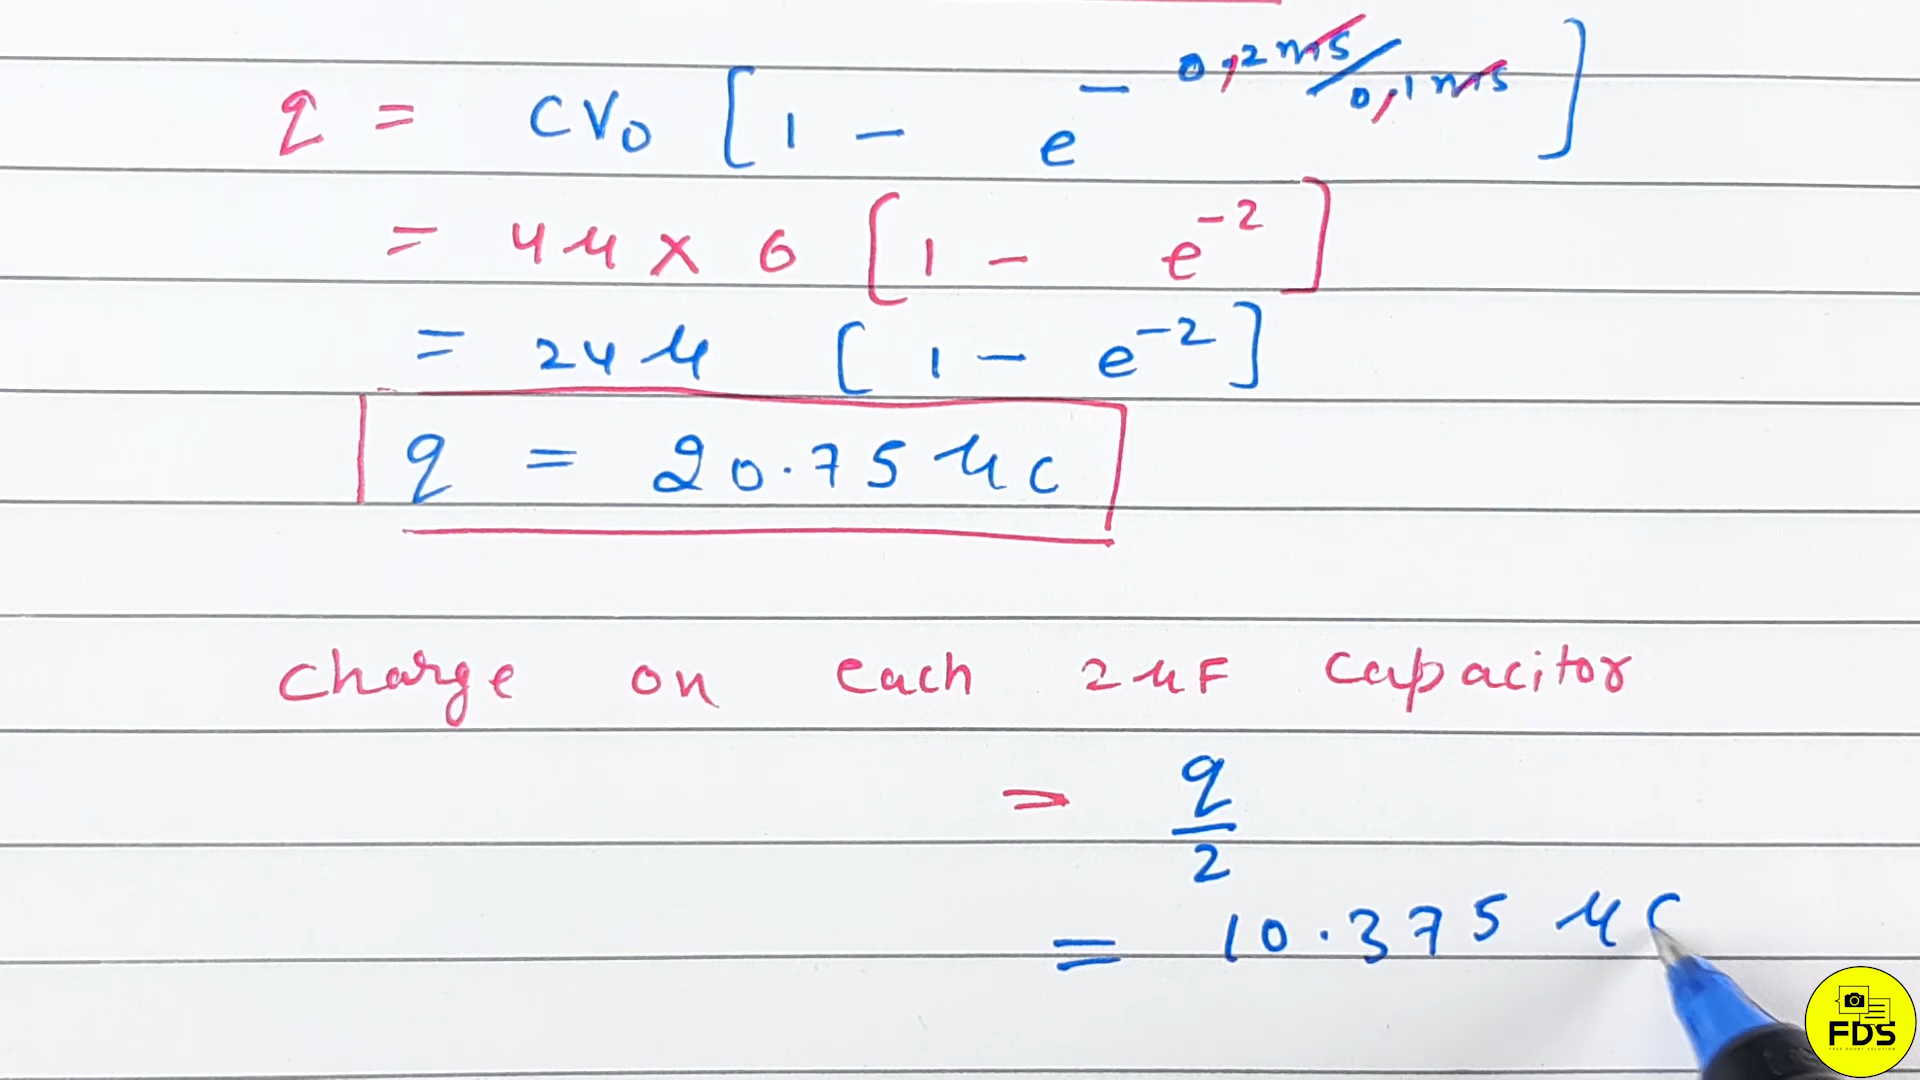 q = CV₀ [1 - e^(-0.2ms/0.1ms)]
= 4μ × 6 [1 - e⁻²]
= 24μ [1 - e⁻²]
q = 20.75 μC
Charge on each 2μF Capacitor
= q/2
= 10.375 μC
FDS